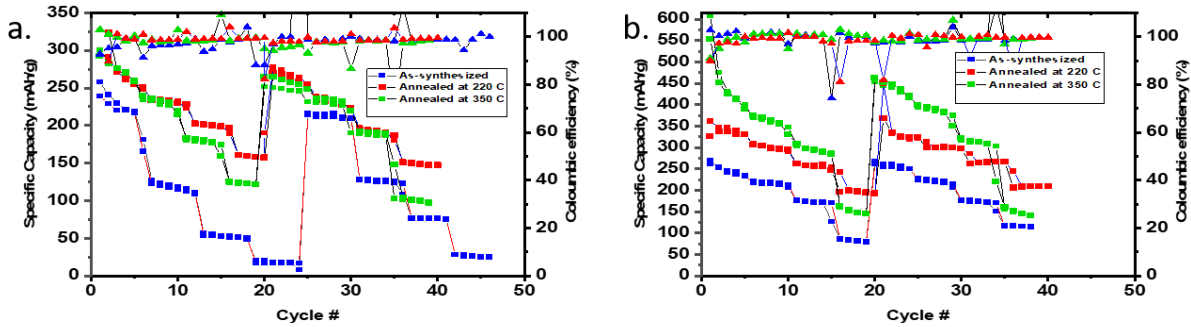 a.
Specific Capacity (mAh/g)
350
300
250
200
150
100
50
0
0 10 20 30 40 50
Cycle #
100
80
60
40
20
0
Coloumbic efficiency (%)
As-synthesized
Annealed at 220 C
Annealed at 350 C
b.
Specific Capacity (mAh/g)
600
550
500
450
400
350
300
250
200
150
100
50
0
0 10 20 30 40 50
Cycle #
100
80
60
40
20
0
Coloumbic efficiency (%)
As-synthesized
Annealed at 220 C
Annealed at 350 C